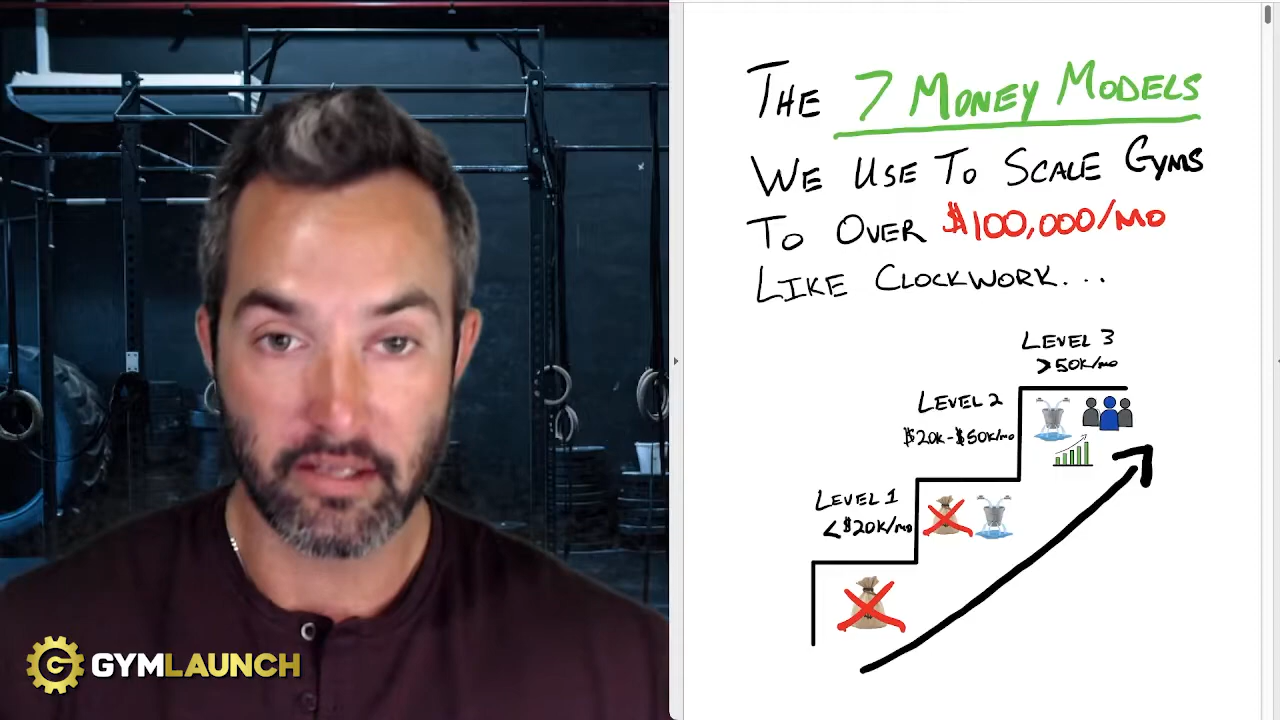 THE 7 MONEY MODELS
WE USE TO SCALE GYMS
TO OVER $100,000/MO
LIKE CLOCKWORK...
LEVEL 3
>50K/MO
LEVEL 2
$20K-$50K/MO
LEVEL 1
<$20K/MO
GYMLAUNCH